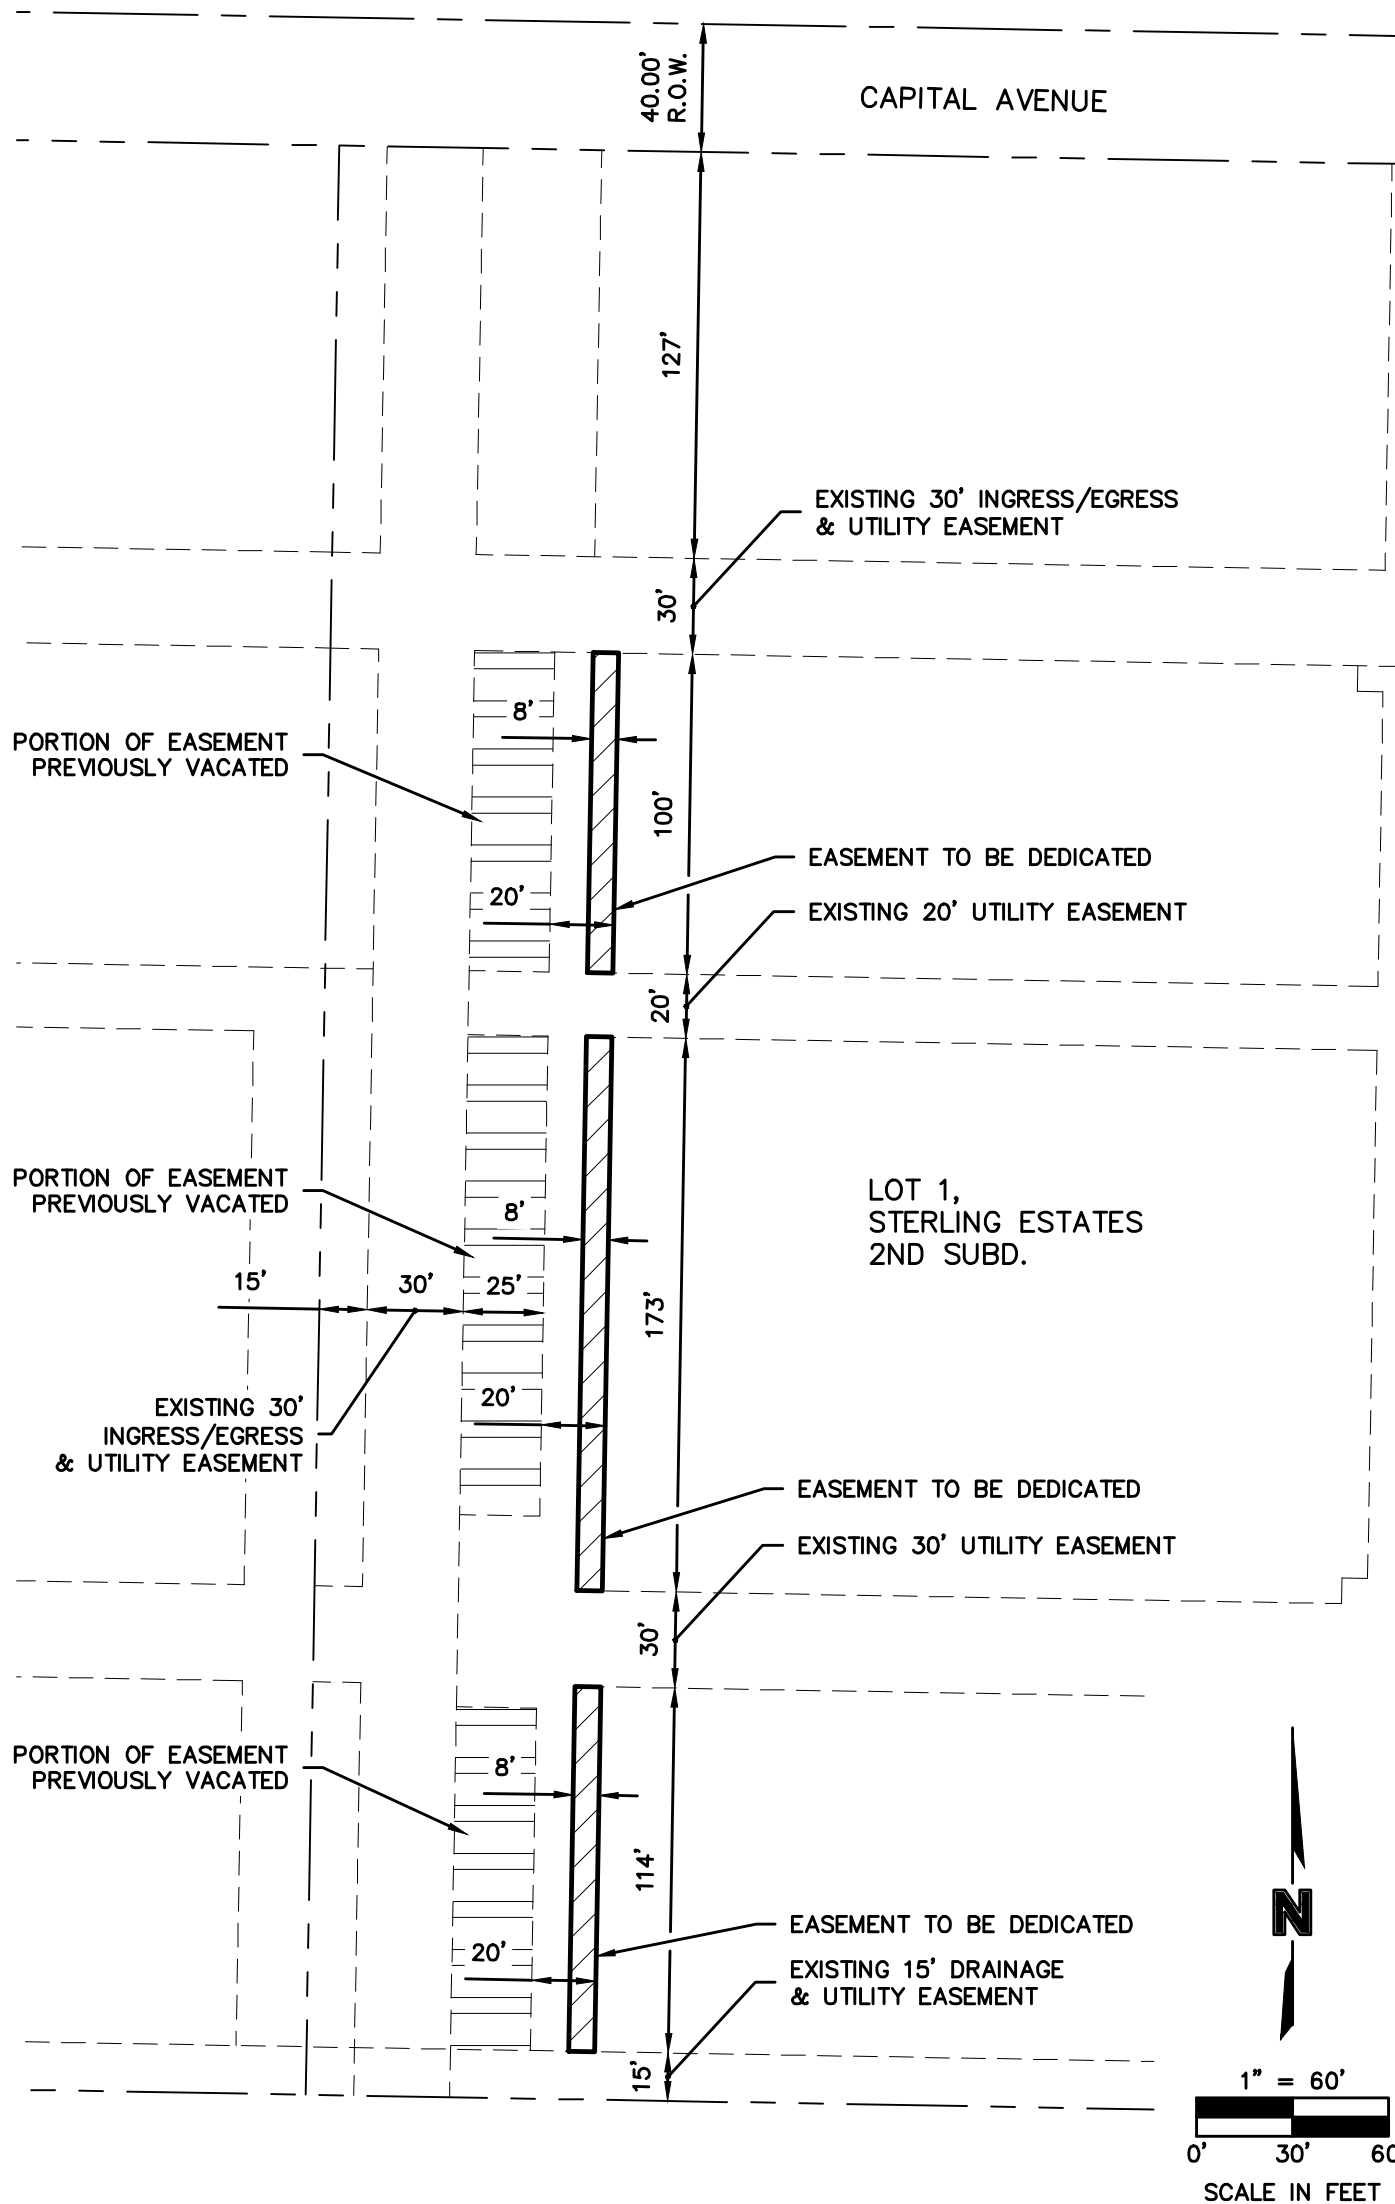 40.00'
R.O.W.
CAPITAL AVENUE
127'
EXISTING 30' INGRESS/EGRESS
& UTILITY EASEMENT
30'
8'
PORTION OF EASEMENT
PREVIOUSLY VACATED
100'
EASEMENT TO BE DEDICATED
20'
EXISTING 20' UTILITY EASEMENT
20'
PORTION OF EASEMENT
PREVIOUSLY VACATED
8'
LOT 1,
STERLING ESTATES
2ND SUBD.
15'
30'
25'
173'
20'
EXISTING 30'
INGRESS/EGRESS
& UTILITY EASEMENT
EASEMENT TO BE DEDICATED
EXISTING 30' UTILITY EASEMENT
30'
PORTION OF EASEMENT
PREVIOUSLY VACATED
8'
114'
N
EASEMENT TO BE DEDICATED
20'
EXISTING 15' DRAINAGE
& UTILITY EASEMENT
15'
1" = 60'
0' 30' 60
SCALE IN FEET